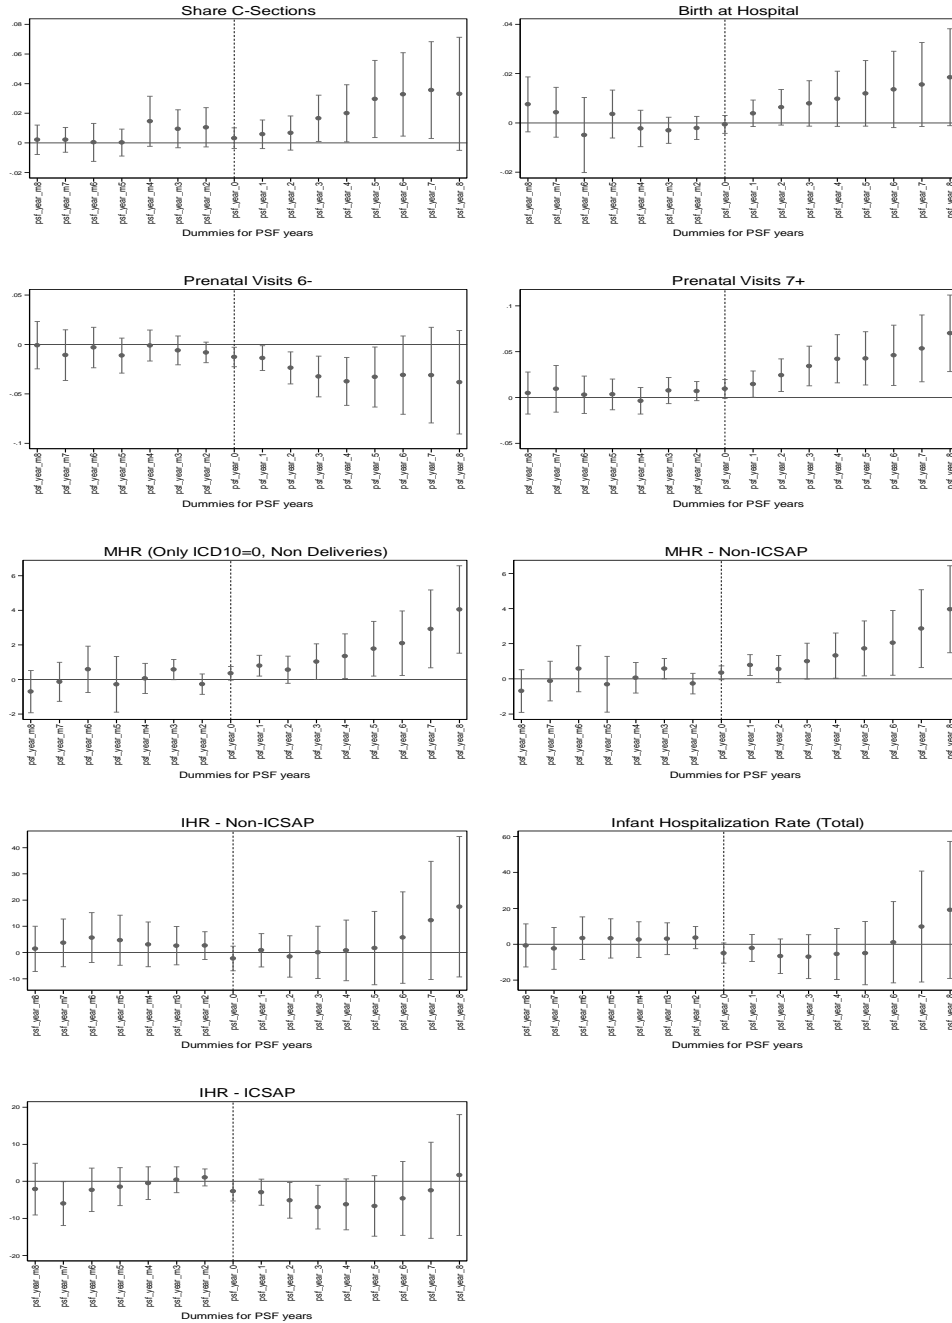 Share C-Sections
.08
.06
.04
.02
0
-.02
psf_year_m8 psf_year_m7 psf_year_m6 psf_year_m5 psf_year_m4 psf_year_m3 psf_year_m2 psf_year_0 psf_year_1 psf_year_2 psf_year_3 psf_year_4 psf_year_5 psf_year_6 psf_year_7 psf_year_8
Dummies for PSF years
Birth at Hospital
.04
.02
0
-.02
psf_year_m8 psf_year_m7 psf_year_m6 psf_year_m5 psf_year_m4 psf_year_m3 psf_year_m2 psf_year_0 psf_year_1 psf_year_2 psf_year_3 psf_year_4 psf_year_5 psf_year_6 psf_year_7 psf_year_8
Dummies for PSF years
Prenatal Visits 6-
.05
0
-.05
-.1
psf_year_m8 psf_year_m7 psf_year_m6 psf_year_m5 psf_year_m4 psf_year_m3 psf_year_m2 psf_year_0 psf_year_1 psf_year_2 psf_year_3 psf_year_4 psf_year_5 psf_year_6 psf_year_7 psf_year_8
Dummies for PSF years
Prenatal Visits 7+
.1
.05
0
-.05
psf_year_m8 psf_year_m7 psf_year_m6 psf_year_m5 psf_year_m4 psf_year_m3 psf_year_m2 psf_year_0 psf_year_1 psf_year_2 psf_year_3 psf_year_4 psf_year_5 psf_year_6 psf_year_7 psf_year_8
Dummies for PSF years
MHR (Only ICD10=0, Non Deliveries)
6
4
2
0
-2
psf_year_m8 psf_year_m7 psf_year_m6 psf_year_m5 psf_year_m4 psf_year_m3 psf_year_m2 psf_year_0 psf_year_1 psf_year_2 psf_year_3 psf_year_4 psf_year_5 psf_year_6 psf_year_7 psf_year_8
Dummies for PSF years
MHR - Non-ICSAP
6
4
2
0
-2
psf_year_m8 psf_year_m7 psf_year_m6 psf_year_m5 psf_year_m4 psf_year_m3 psf_year_m2 psf_year_0 psf_year_1 psf_year_2 psf_year_3 psf_year_4 psf_year_5 psf_year_6 psf_year_7 psf_year_8
Dummies for PSF years
IHR - Non-ICSAP
40
30
20
10
0
-10
psf_year_m8 psf_year_m7 psf_year_m6 psf_year_m5 psf_year_m4 psf_year_m3 psf_year_m2 psf_year_0 psf_year_1 psf_year_2 psf_year_3 psf_year_4 psf_year_5 psf_year_6 psf_year_7 psf_year_8
Dummies for PSF years
Infant Hospitalization Rate (Total)
60
40
20
0
-20
psf_year_m8 psf_year_m7 psf_year_m6 psf_year_m5 psf_year_m4 psf_year_m3 psf_year_m2 psf_year_0 psf_year_1 psf_year_2 psf_year_3 psf_year_4 psf_year_5 psf_year_6 psf_year_7 psf_year_8
Dummies for PSF years
IHR - ICSAP
20
10
0
-10
-20
psf_year_m8 psf_year_m7 psf_year_m6 psf_year_m5 psf_year_m4 psf_year_m3 psf_year_m2 psf_year_0 psf_year_1 psf_year_2 psf_year_3 psf_year_4 psf_year_5 psf_year_6 psf_year_7 psf_year_8
Dummies for PSF years